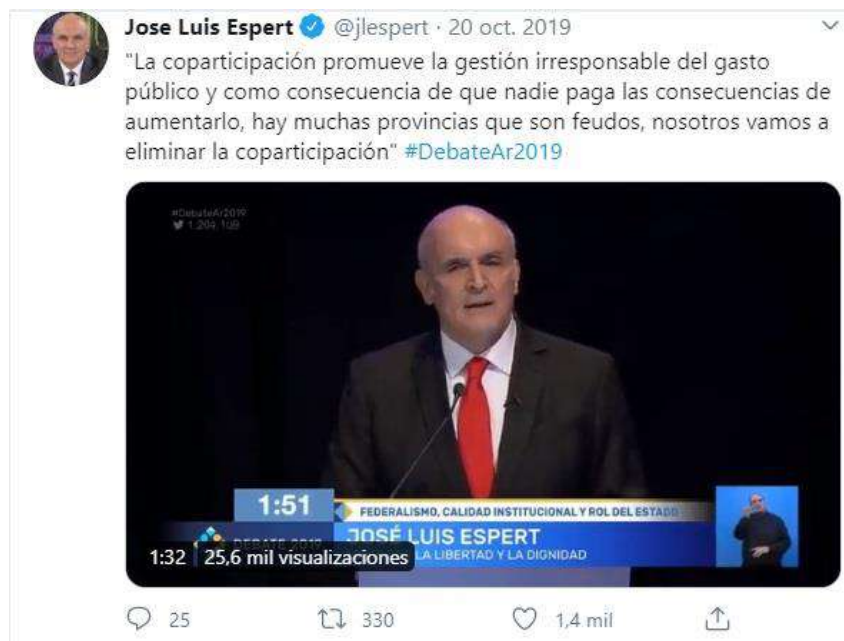 Jose Luis Espert @jlespert · 20 oct. 2019
"La coparticipación promueve la gestión irresponsable del gasto
público y como consecuencia de que nadie paga las consecuencias de
aumentarlo, hay muchas provincias que son feudos, nosotros vamos a
eliminar la coparticipación" #DebateAr2019
#DebateAr2019
1:51
FEDERALISMO, CALIDAD INSTITUCIONAL Y ROL DEL ESTADO
DEBATE 2019
JOSÉ LUIS ESPERT
LA LIBERTAD Y LA DIGNIDAD
1:32 25,6 mil visualizaciones
25 330 1,4 mil